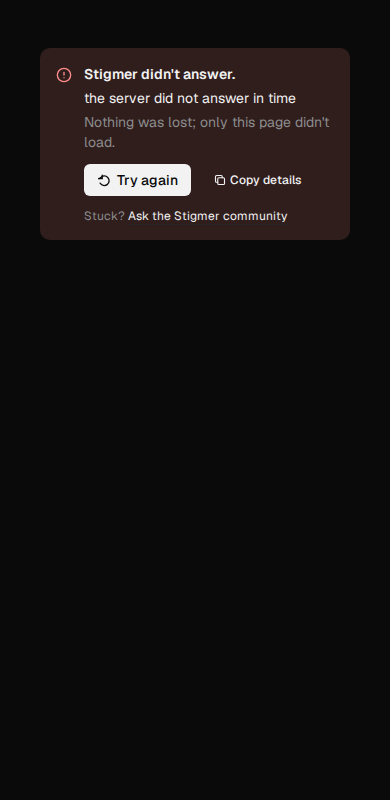 Stigmer didn't answer.
the server did not answer in time
Nothing was lost; only this page didn't
load.
Try again
Copy details
Stuck? Ask the Stigmer community